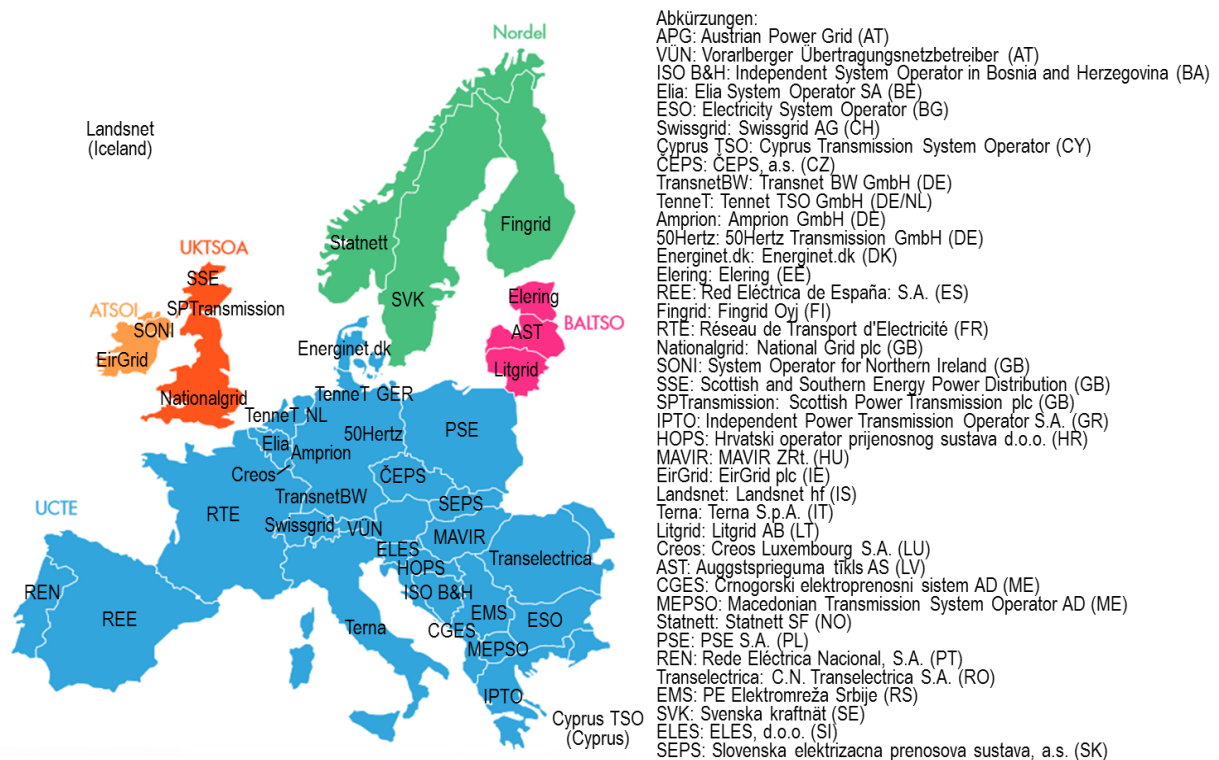 Nordel
Landsnet
(Iceland)
Statnett
Fingrid
UKTSOA
SSE
SPTransmission
SVK
Elering
ATSOI
SONI
AST
BALTSO
EirGrid
Energinet.dk
Litgrid
Nationalgrid
TenneT GER
TenneT NL
50Hertz
PSE
Elia
Amprion
Creos
ČEPS
TransnetBW
SEPS
UCTE
RTE
Swissgrid
VÜN
MAVIR
ELES
Transelectrica
HOPS
REN
ISO B&H
REE
EMS
ESO
Terna
CGES
MEPSO
IPTO
Cyprus TSO
(Cyprus)
Abkürzungen:
APG: Austrian Power Grid (AT)
VÜN: Vorarlberger Übertragungsnetzbetreiber (AT)
ISO B&H: Independent System Operator in Bosnia and Herzegovina (BA)
Elia: Elia System Operator SA (BE)
ESO: Electricity System Operator (BG)
Swissgrid: Swissgrid AG (CH)
Cyprus TSO: Cyprus Transmission System Operator (CY)
ČEPS: ČEPS, a.s. (CZ)
TransnetBW: Transnet BW GmbH (DE)
TenneT: Tennet TSO GmbH (DE/NL)
Amprion: Amprion GmbH (DE)
50Hertz: 50Hertz Transmission GmbH (DE)
Energinet.dk: Energinet.dk (DK)
Elering: Elering (EE)
REE: Red Eléctrica de España: S.A. (ES)
Fingrid: Fingrid Oyj (FI)
RTE: Réseau de Transport d'Electricité (FR)
Nationalgrid: National Grid plc (GB)
SONI: System Operator for Northern Ireland (GB)
SSE: Scottish and Southern Energy Power Distribution (GB)
SPTransmission: Scottish Power Transmission plc (GB)
IPTO: Independent Power Transmission Operator S.A. (GR)
HOPS: Hrvatski operator prijenosnog sustava d.o.o. (HR)
MAVIR: MAVIR ZRt. (HU)
EirGrid: EirGrid plc (IE)
Landsnet: Landsnet hf (IS)
Terna: Terna S.p.A. (IT)
Litgrid: Litgrid AB (LT)
Creos: Creos Luxembourg S.A. (LU)
AST: Auggstsprieguma tikls AS (LV)
CGES: Crnogorski elektroprenosni sistem AD (ME)
MEPSO: Macedonian Transmission System Operator AD (ME)
Statnett: Statnett SF (NO)
PSE: PSE S.A. (PL)
REN: Rede Eléctrica Nacional, S.A. (PT)
Transelectrica: C.N. Transelectrica S.A. (RO)
EMS: PE Elektromreža Srbije (RS)
SVK: Svenska kraftnät (SE)
ELES: ELES, d.o.o. (SI)
SEPS: Slovenska elektrizacna prenosova sustava, a.s. (SK)